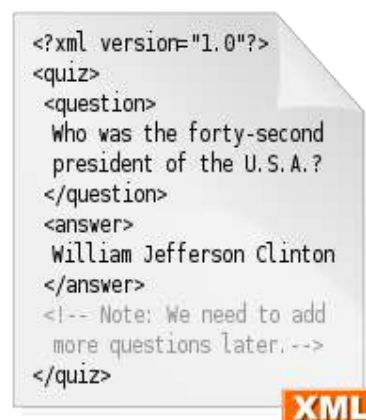 <?xml version="1.0"?>
<quiz>
<question>
Who was the forty-second
president of the U.S.A.?
</question>
<answer>
William Jefferson Clinton
</answer>
<!-- Note: We need to add
more questions later.-->
</quiz>
XML